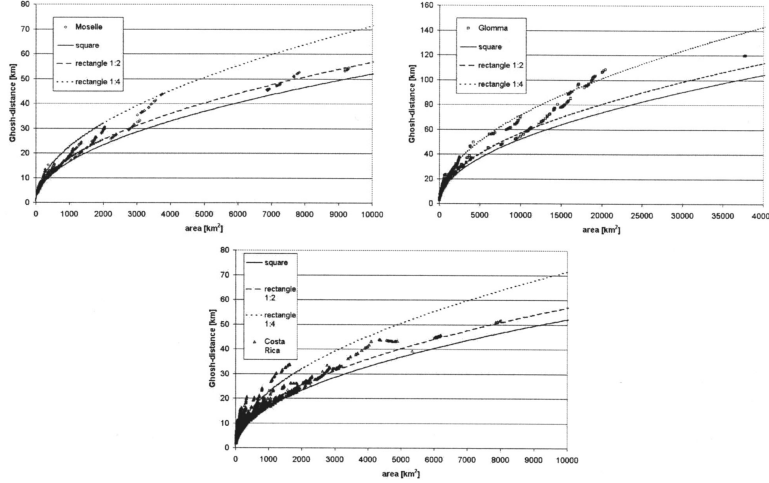 80
70
60
50
40
30
20
10
0
Ghosh-distance [km]
Moselle
square
rectangle 1:2
rectangle 1:4
0 1000 2000 3000 4000 5000 6000 7000 8000 9000 10000
area [km²]
160
140
120
100
80
60
40
20
0
Ghosh-distance [km]
Glomma
square
rectangle 1:2
rectangle 1:4
0 5000 10000 15000 20000 25000 30000 35000 4000
area [km²]
80
70
60
50
40
30
20
10
0
Ghosh-distance [km]
square
rectangle
1:2
rectangle
1:4
Costa
Rica
0 1000 2000 3000 4000 5000 6000 7000 8000 9000 10000
area [km²]